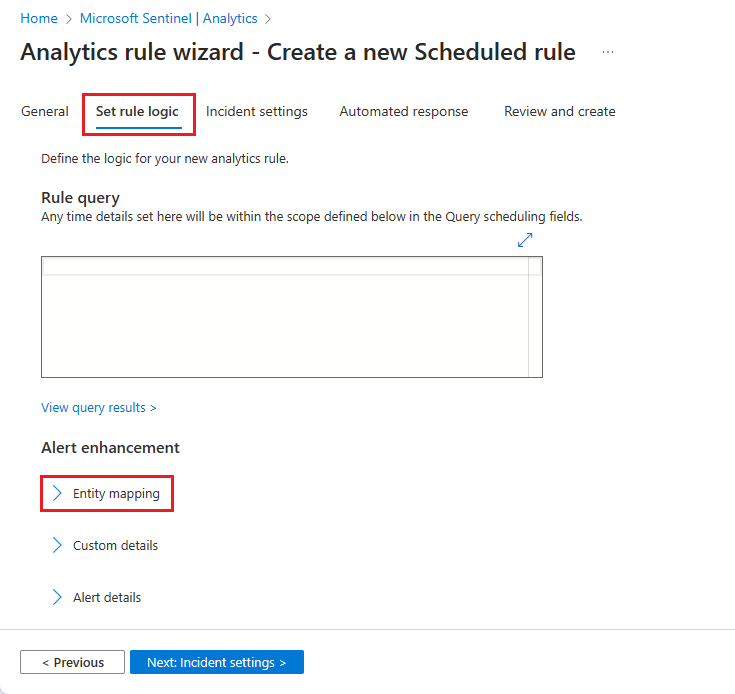 Home > Microsoft Sentinel | Analytics >
Analytics rule wizard - Create a new Scheduled rule ...
General Set rule logic Incident settings Automated response Review and create
Define the logic for your new analytics rule.
Rule query
Any time details set here will be within the scope defined below in the Query scheduling fields.
View query results >
Alert enhancement
Entity mapping
Custom details
Alert details
< Previous Next: Incident settings >